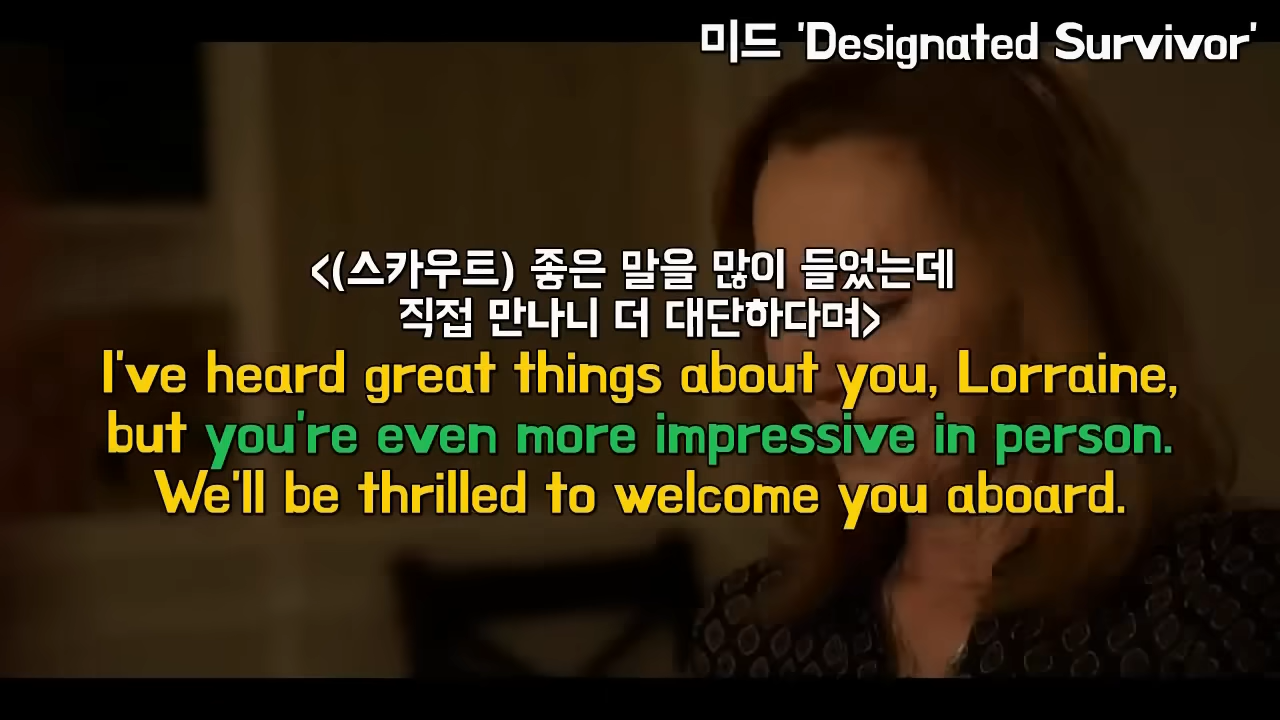 미드 'Designated Survivor'
<(스카우트) 좋은 말을 많이 들었는데
직접 만나니 더 대단하다며>
I've heard great things about you, Lorraine,
but you're even more impressive in person.
We'll be thrilled to welcome you aboard.